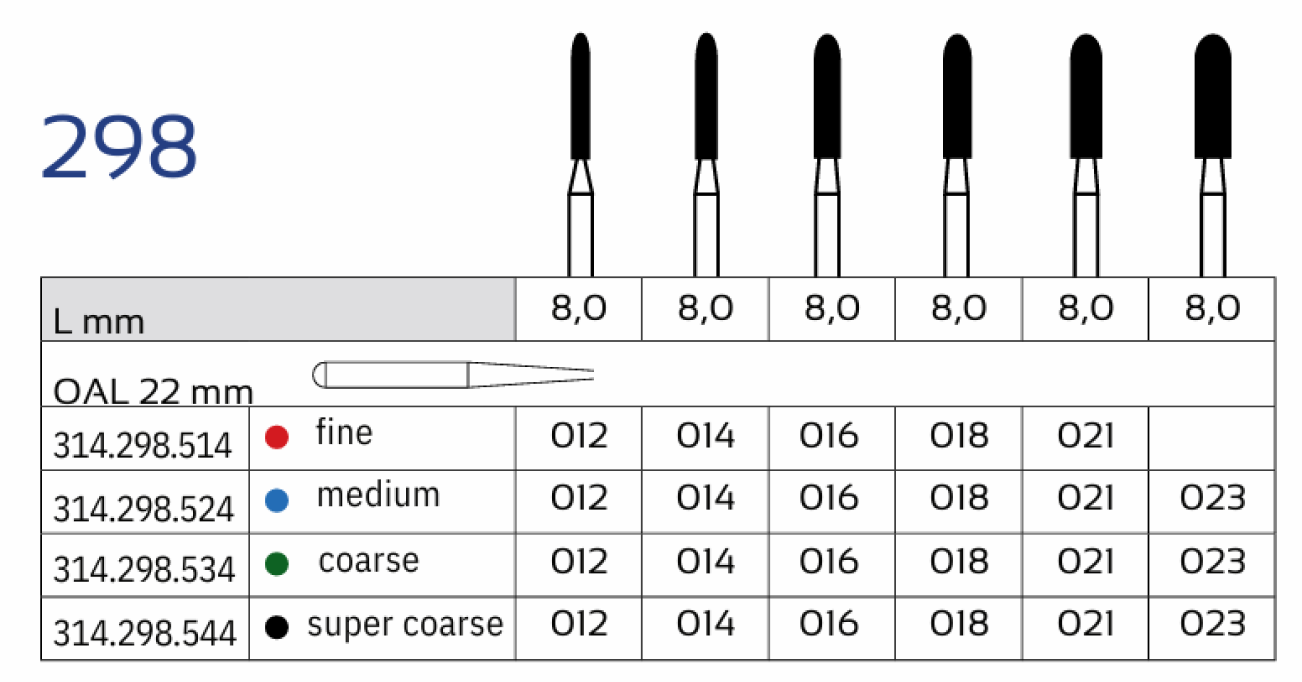 298
L mm 8,0 8,0 8,0 8,0 8,0 8,0
OAL 22 mm
314.298.514 fine 012 014 016 018 021
314.298.524 medium 012 014 016 018 021 023
314.298.534 coarse 012 014 016 018 021 023
314.298.544 super coarse 012 014 016 018 021 023